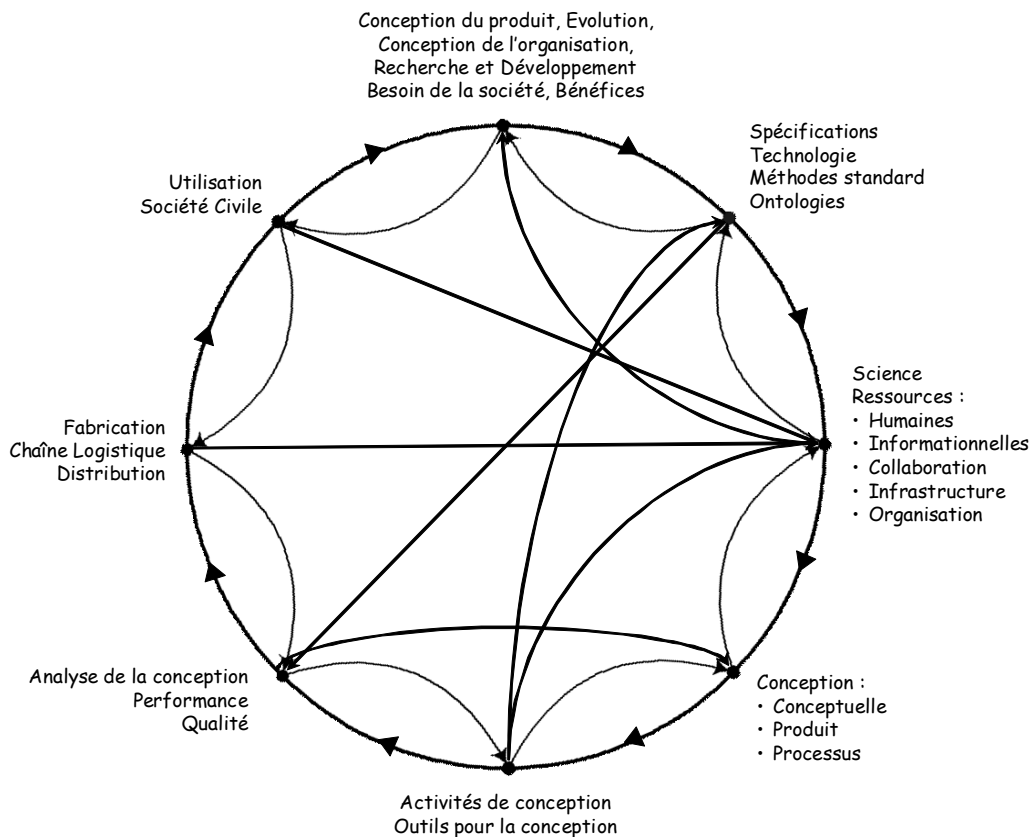 Conception du produit, Evolution,
Conception de l'organisation,
Recherche et Développement
Besoin de la société, Bénéfices
Spécifications
Technologie
Méthodes standard
Ontologies
Utilisation
Société Civile
Science
Ressources :
• Humaines
• Informationnelles
• Collaboration
• Infrastructure
• Organisation
Fabrication
Chaîne Logistique
Distribution
Analyse de la conception
Performance
Qualité
Conception :
• Conceptuelle
• Produit
• Processus
Activités de conception
Outils pour la conception